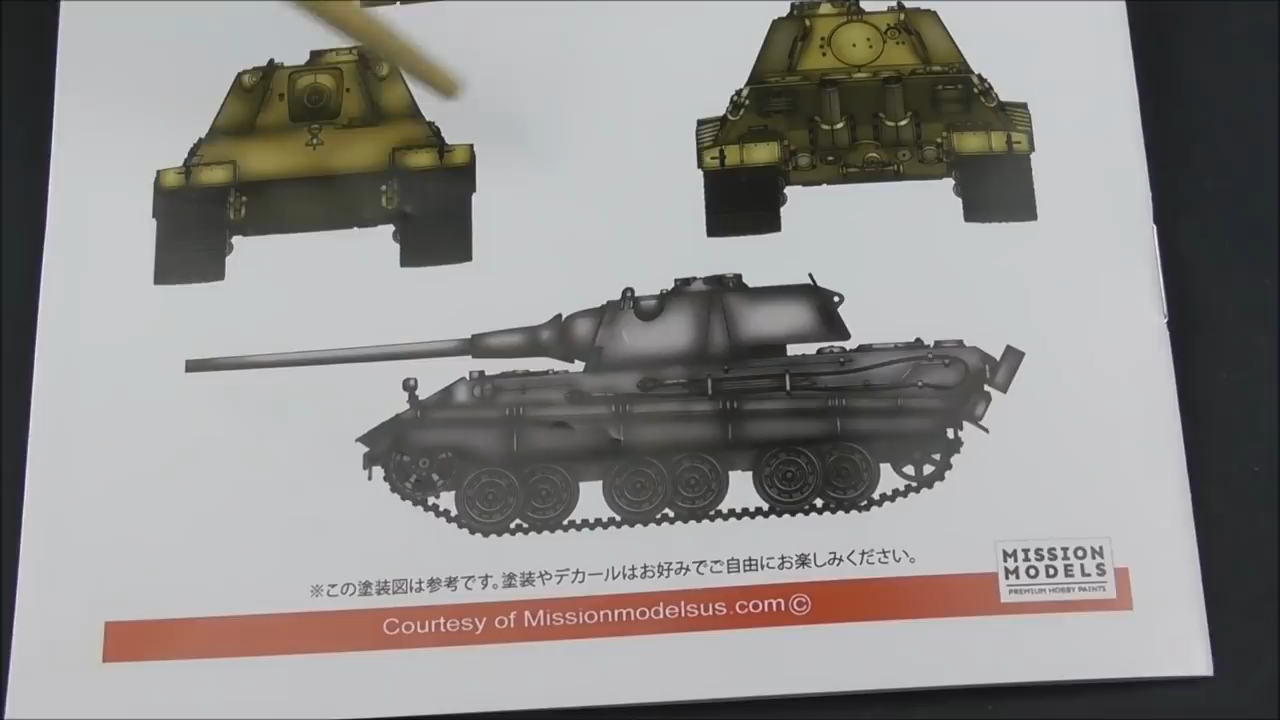 ※この塗装図は参考です。塗装やデカールはお好みでご自由にお楽しみください。
Courtesy of Missionmodelsus.com©
MISSION
MODELS
PREMIUM HOBBY PAINTS